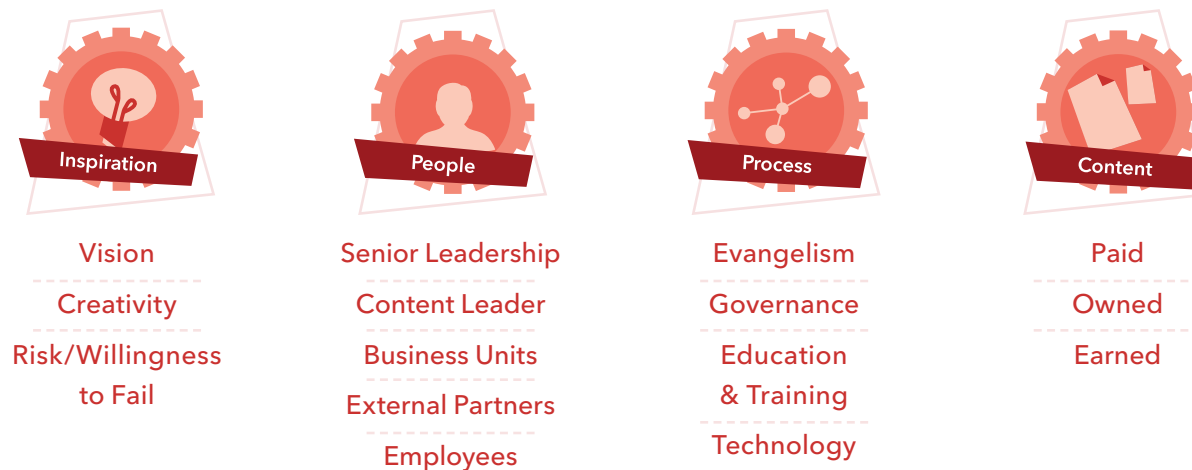 Inspiration
Vision
Creativity
Risk/Willingness
to Fail
People
Senior Leadership
Content Leader
Business Units
External Partners
Employees
Process
Evangelism
Governance
Education
& Training
Technology
Content
Paid
Owned
Earned